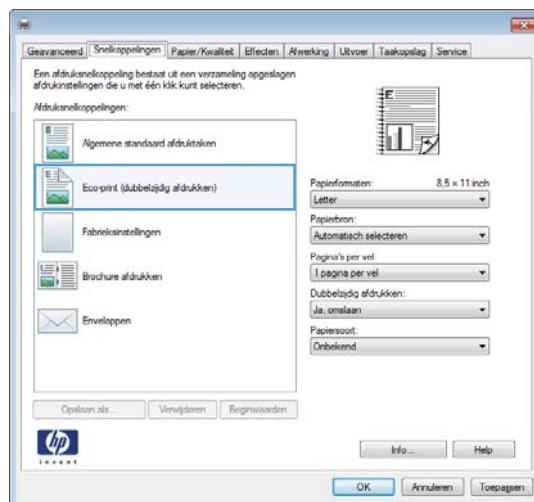 Geavanceerd Snelkoppelingen Papier/Kwaliteit Effecten Afwerking Uitvoer Taakopslag Service
Een afdruksnelkoppeling bestaat uit een verzameling opgeslagen
afdrukinstellingen die u met één klik kunt selecteren.
Afdruksnelkoppelingen:
Algemene standaard afdruktaken
Eco-print (dubbelzijdig afdrukken)
Fabrieksinstellingen
Brochure afdrukken
Enveloppen
E
Papierformaten: 8,5 × 11 inch
Letter
Papierbron:
Automatisch selecteren
Pagina's per vel
1 pagina per vel
Dubbelzijdig afdrukken:
Ja, omslaan
Papiersoort:
Onbekend
Opslaan als... Verwijderen Beginwaarden
hp
invent
Info... Help
OK Annuleren Toepassen